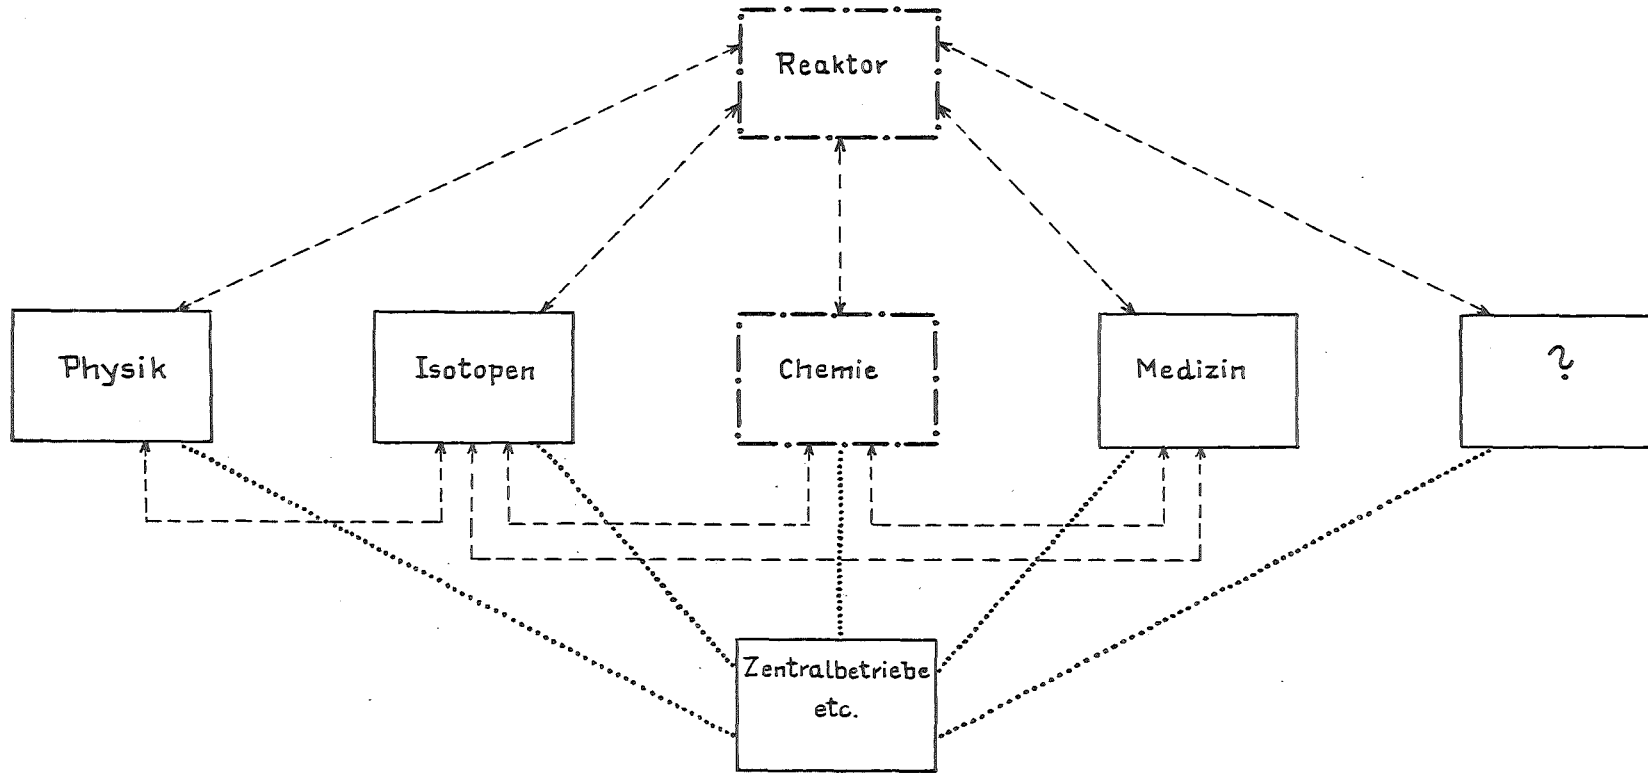 Reaktor
Physik
Isotopen
Chemie
Medizin
?
Zentralbetriebe
etc.